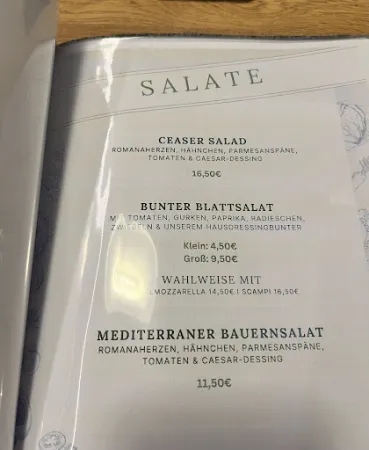 SALATE
CEASER SALAD
ROMANAHERZEN, HÄHNCHEN, PARMESANSPÄNE,
TOMATEN & CAESAR-DESSING
16,50€
BUNTER BLATTSALAT
TOMATEN, GURKEN, PAPRIKA, RADIESCHEN,
& UNSEREM HAUSDRESSINGBUNTER
Klein: 4,50€
Groß: 9,50€
WAHLWEISE MIT
MOZZARELLA 14,50€ I SCAMPI 16,50€
MEDITERRANER BAUERNSALAT
ROMANAHERZEN, HÄHNCHEN, PARMESANSPÄNE,
TOMATEN & CAESAR-DESSING
11,50€